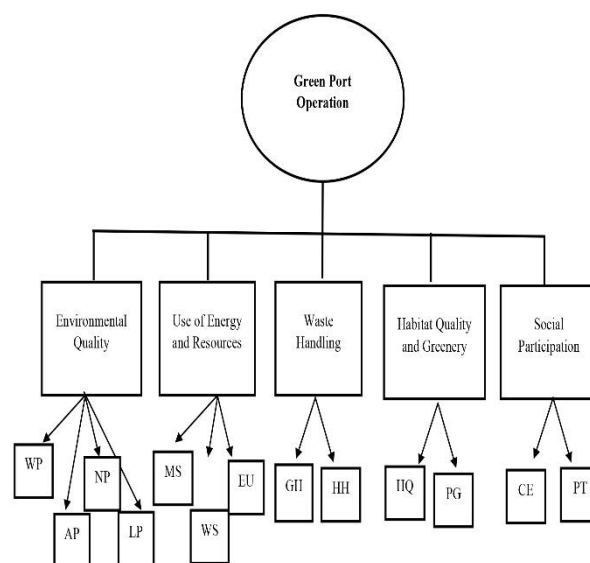 Green Port
Operation
Environmental
Quality
Use of Energy
and Resources
Waste
Handling
Habitat Quality
and Greenery
Social
Participation
WP
NP
AP
LP
MS
EU
WS
GH
HH
HQ
PG
CE
PT